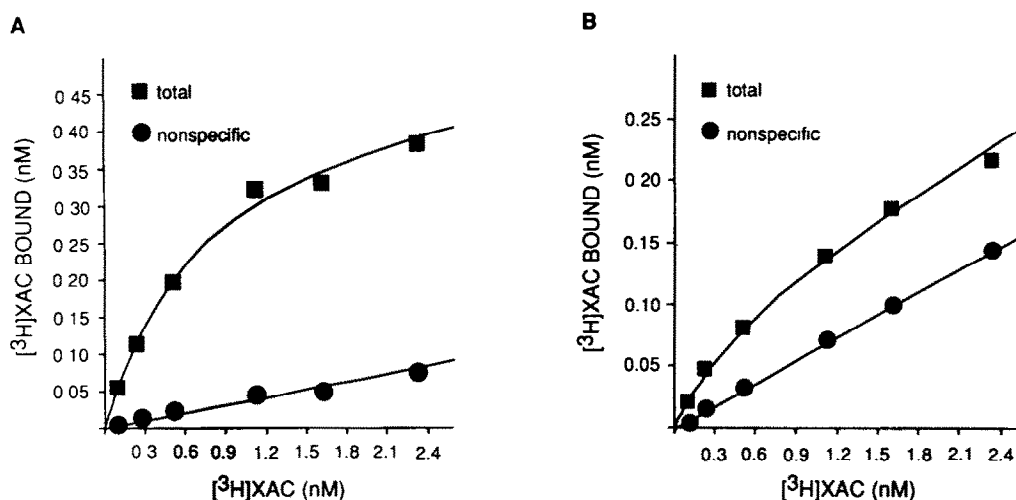 A
total
nonspecific
0 45
0 40
0.35
0 30
0 25
0 20
0 15
0 10
0 05
[3H]XAC BOUND (nM)
0.3 0.6 0.9 1.2 1.5 1.8 2.1 2.4
[3H]XAC (nM)
B
total
nonspecific
0.25
0 20
0.15
0.10
0.05
[3H]XAC BOUND (nM)
0.3 0.6 0.9 1.2 1.5 1.8 2.1 2.4
[3H]XAC (nM)